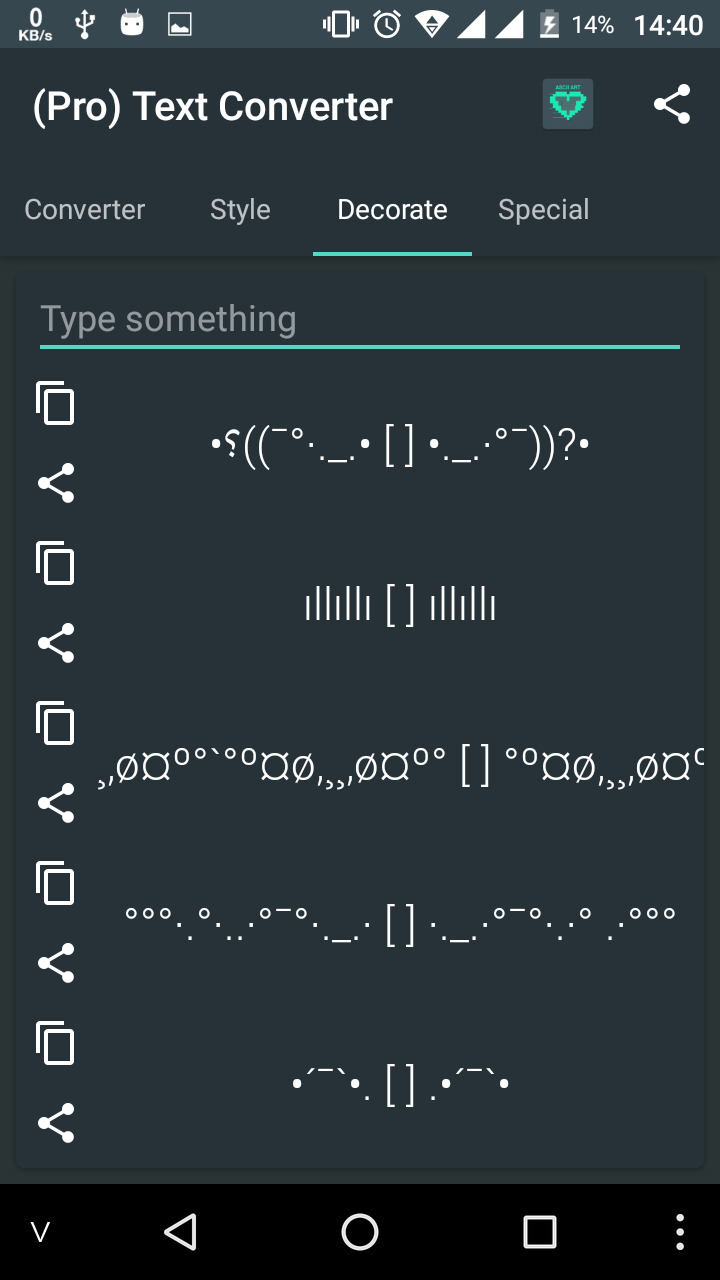 0 KB/s 14% 14:40
(Pro) Text Converter ASCII ART
Converter Style Decorate Special
Type something
•؟((¯°·._.• [ ] •._.·°¯))?•
ıllıllı [ ] ıllıllı
¸,ø¤º°`°º¤ø,¸¸,ø¤º° [ ] °º¤ø,¸¸,ø¤º
°°°·.°·..·°¯°·._.· [ ] ·._.·°¯°·.·° .·°°°
•´¯`•. [ ] .•´¯`•